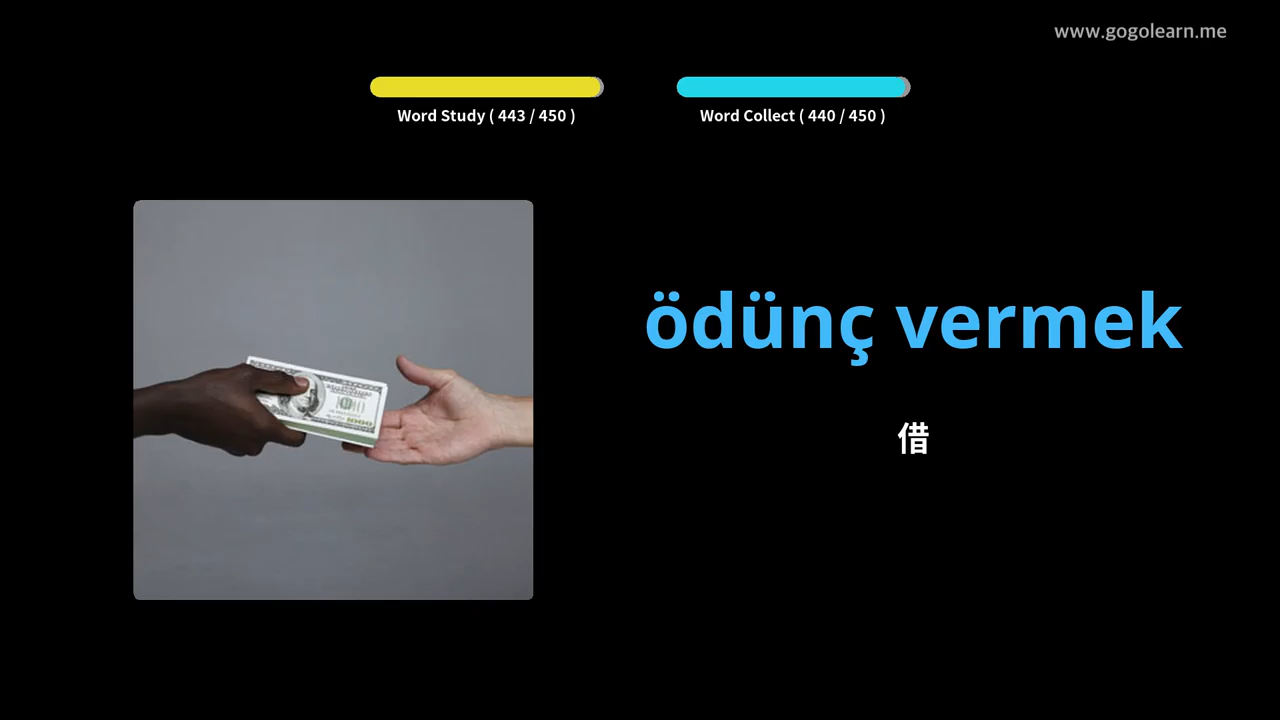 www.gogolearn.me
Word Study ( 443 / 450 )
Word Collect ( 440 / 450 )
ödünç vermek
借